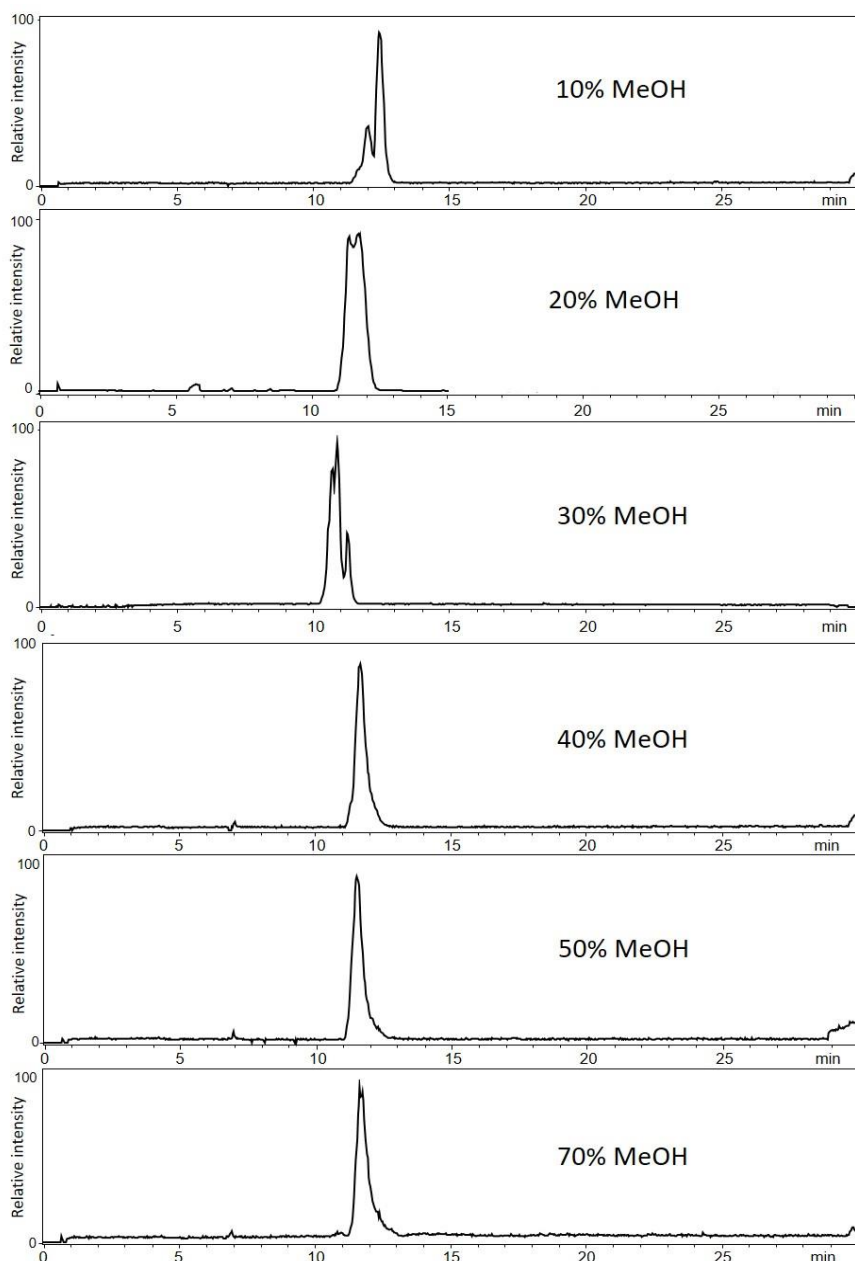 100
Relative intensity
10% MeOH
0
0 5 10 15 20 25 min
100
Relative intensity
20% MeOH
0
0 5 10 15 20 25 min
100
Relative intensity
30% MeOH
0
0 5 10 15 20 25 min
100
Relative intensity
40% MeOH
0
0 5 10 15 20 25 min
100
Relative intensity
50% MeOH
0
0 5 10 15 20 25 min
100
Relative intensity
70% MeOH
0
0 5 10 15 20 25 min